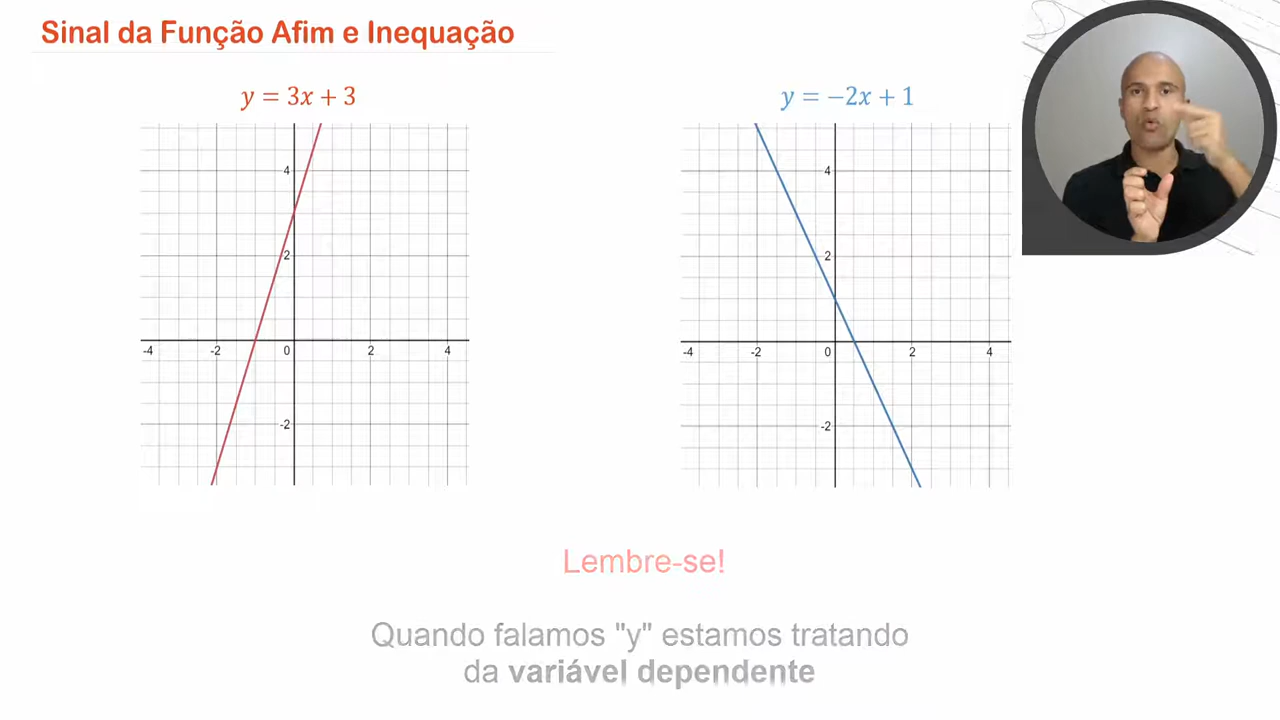 Sinal da Função Afim e Inequação
y = 3x + 3
y = −2x + 1
4
2
-4 -2 0 2 4
-2
4
2
-4 -2 0 2 4
-2
Lembre-se!
Quando falamos "y" estamos tratando
da variável dependente